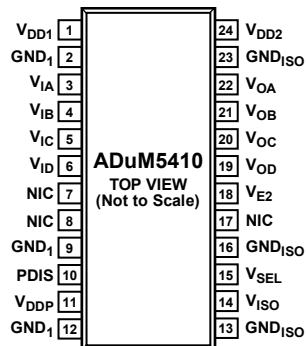 VDD1 1 24 VDD2
GND1 2 23 GNDISO
VIA 3 22 VOA
VIB 4 21 VOB
VIC 5 20 VOC
VID 6 ADuM5410 19 VOD
NIC 7 TOP VIEW 18 VE2
(Not to Scale)
NIC 8 17 NIC
GND1 9 16 GNDISO
PDIS 10 15 VSEL
VDDP 11 14 VISO
GND1 12 13 GNDISO